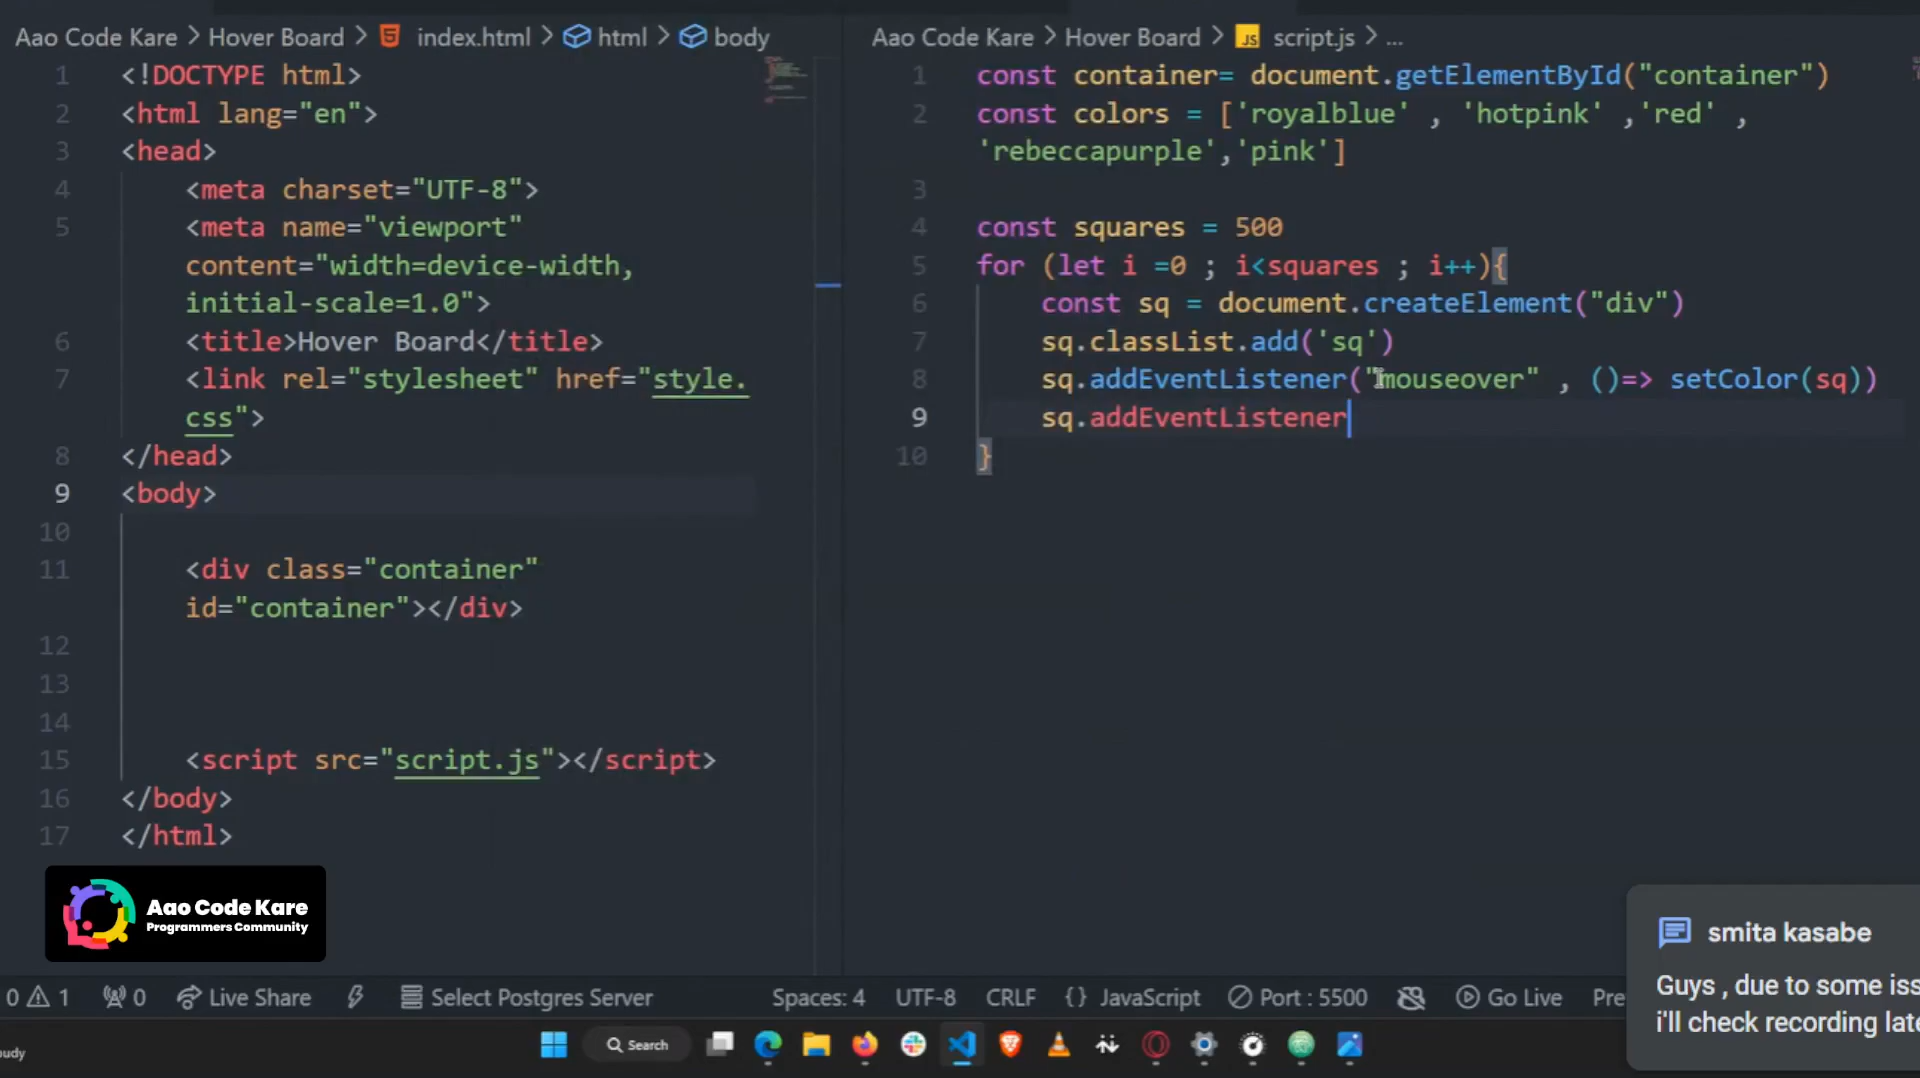 Aao Code Kare > Hover Board > index.html > html > body
1 <!DOCTYPE html>
2 <html lang="en">
3 <head>
4 <meta charset="UTF-8">
5 <meta name="viewport"
content="width=device-width,
initial-scale=1.0">
6 <title>Hover Board</title>
7 <link rel="stylesheet" href="style.
css">
8 </head>
9 <body>
10
11 <div class="container"
id="container"></div>
12
13
14
15 <script src="script.js"></script>
16 </body>
17 </html>
Aao Code Kare > Hover Board > JS script.js > ...
1 const container= document.getElementById("container")
2 const colors = ['royalblue' , 'hotpink' ,'red' ,
'rebeccapurple','pink']
3
4 const squares = 500
5 for (let i =0 ; i<squares ; i++){
6 const sq = document.createElement("div")
7 sq.classList.add('sq')
8 sq.addEventListener("mouseover" , ()=> setColor(sq))
9 sq.addEventListener
10 }
Aao Code Kare
Programmers Community
smita kasabe
Guys , due to some iss
i'll check recording late
0 1 0 Live Share Select Postgres Server Spaces: 4 UTF-8 CRLF {} JavaScript Port : 5500 Go Live Pre
oudy Search